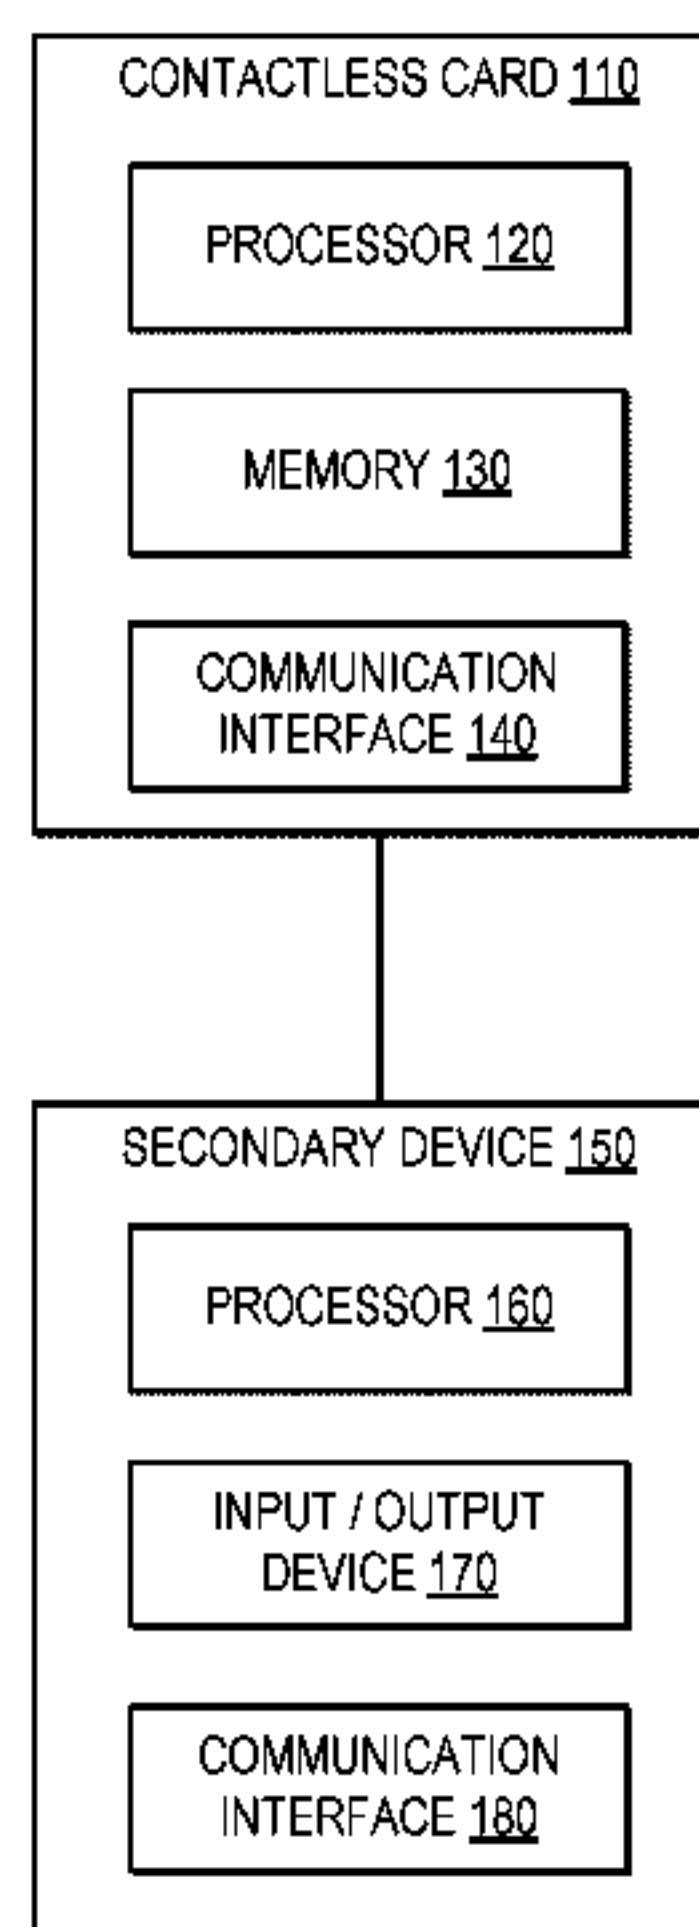 CONTACTLESS CARD 110
PROCESSOR 120
MEMORY 130
COMMUNICATION
INTERFACE 140
SECONDARY DEVICE 150
PROCESSOR 160
INPUT / OUTPUT
DEVICE 170
COMMUNICATION
INTERFACE 180